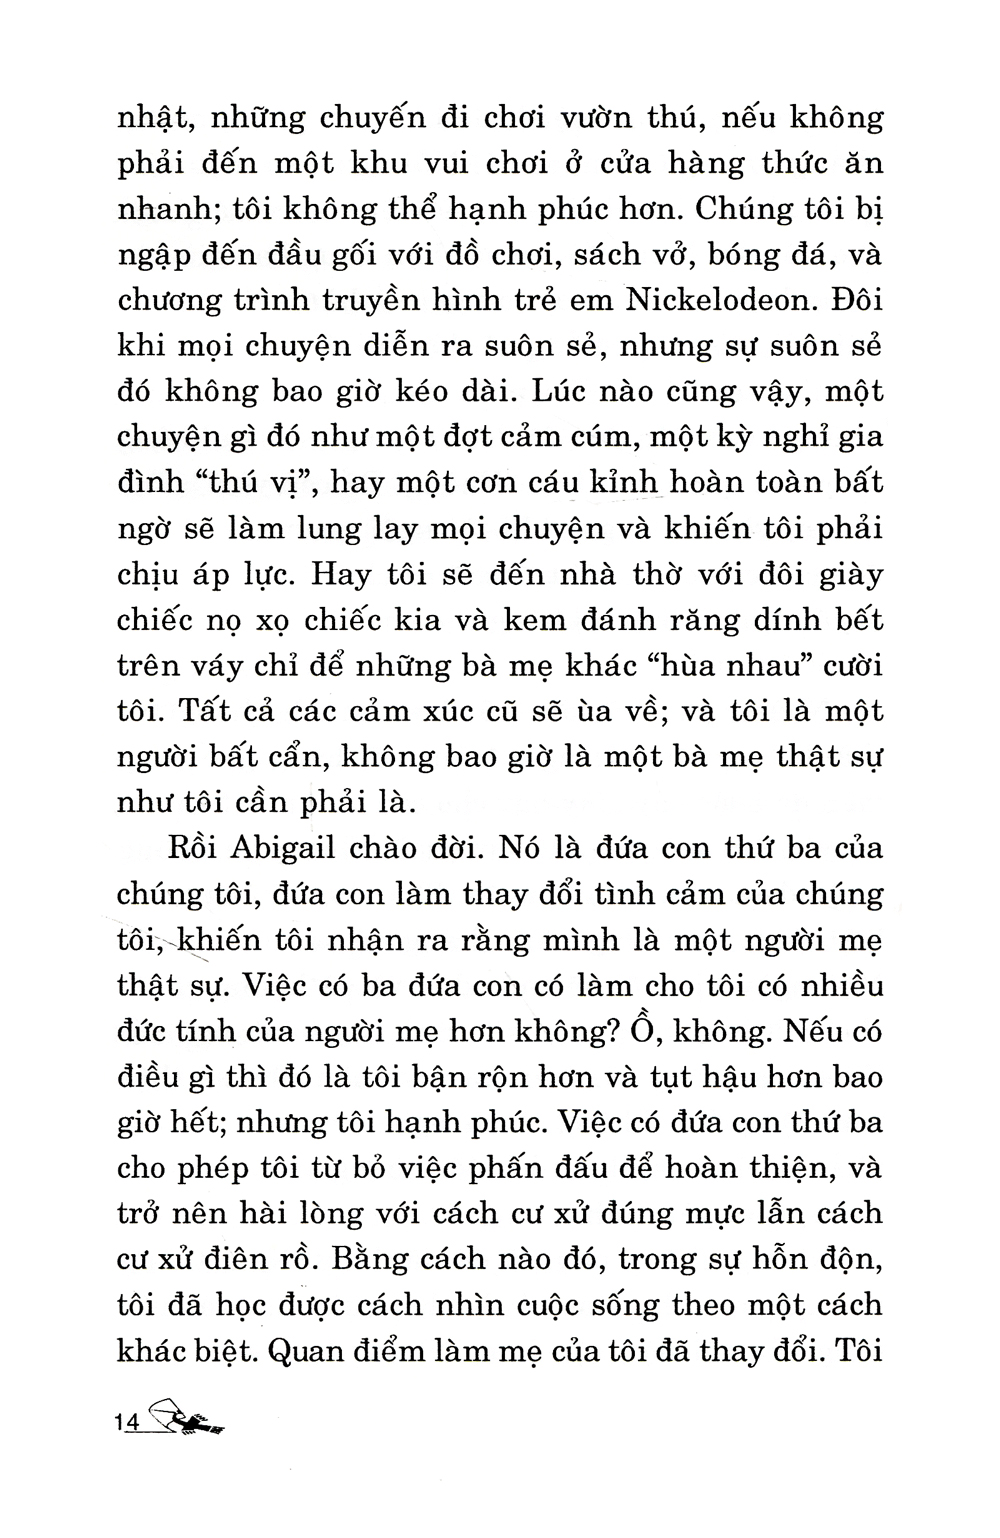 nhật, những chuyến đi chơi vườn thú, nếu không
phải đến một khu vui chơi ở cửa hàng thức ăn
nhanh; tôi không thể hạnh phúc hơn. Chúng tôi bị
ngập đến đầu gối với đồ chơi, sách vở, bóng đá, và
chương trình truyền hình trẻ em Nickelodeon. Đôi
khi mọi chuyện diễn ra suôn sẻ, nhưng sự suôn sẻ
đó không bao giờ kéo dài. Lúc nào cũng vậy, một
chuyện gì đó như một đợt cảm cúm, một kỳ nghỉ gia
đình “thú vị”, hay một cơn cáu kỉnh hoàn toàn bất
ngờ sẽ làm lung lay mọi chuyện và khiến tôi phải
chịu áp lực. Hay tôi sẽ đến nhà thờ với đôi giày
chiếc nọ xọ chiếc kia và kem đánh răng dính bết
trên váy chỉ để những bà mẹ khác “hùa nhau” cười
tôi. Tất cả các cảm xúc cũ sẽ ùa về; và tôi là một
người bất cẩn, không bao giờ là một bà mẹ thật sự
như tôi cần phải là.
Rồi Abigail chào đời. Nó là đứa con thứ ba của
chúng tôi, đứa con làm thay đổi tình cảm của chúng
tôi, khiến tôi nhận ra rằng mình là một người mẹ
thật sự. Việc có ba đứa con có làm cho tôi có nhiều
đức tính của người mẹ hơn không? Ồ, không. Nếu có
điều gì thì đó là tôi bận rộn hơn và tụt hậu hơn bao
giờ hết; nhưng tôi hạnh phúc. Việc có đứa con thứ ba
cho phép tôi từ bỏ việc phấn đấu để hoàn thiện, và
trở nên hài lòng với cách cư xử đúng mực lẫn cách
cư xử điên rồ. Bằng cách nào đó, trong sự hỗn độn,
tôi đã học được cách nhìn cuộc sống theo một cách
khác biệt. Quan điểm làm mẹ của tôi đã thay đổi. Tôi
14